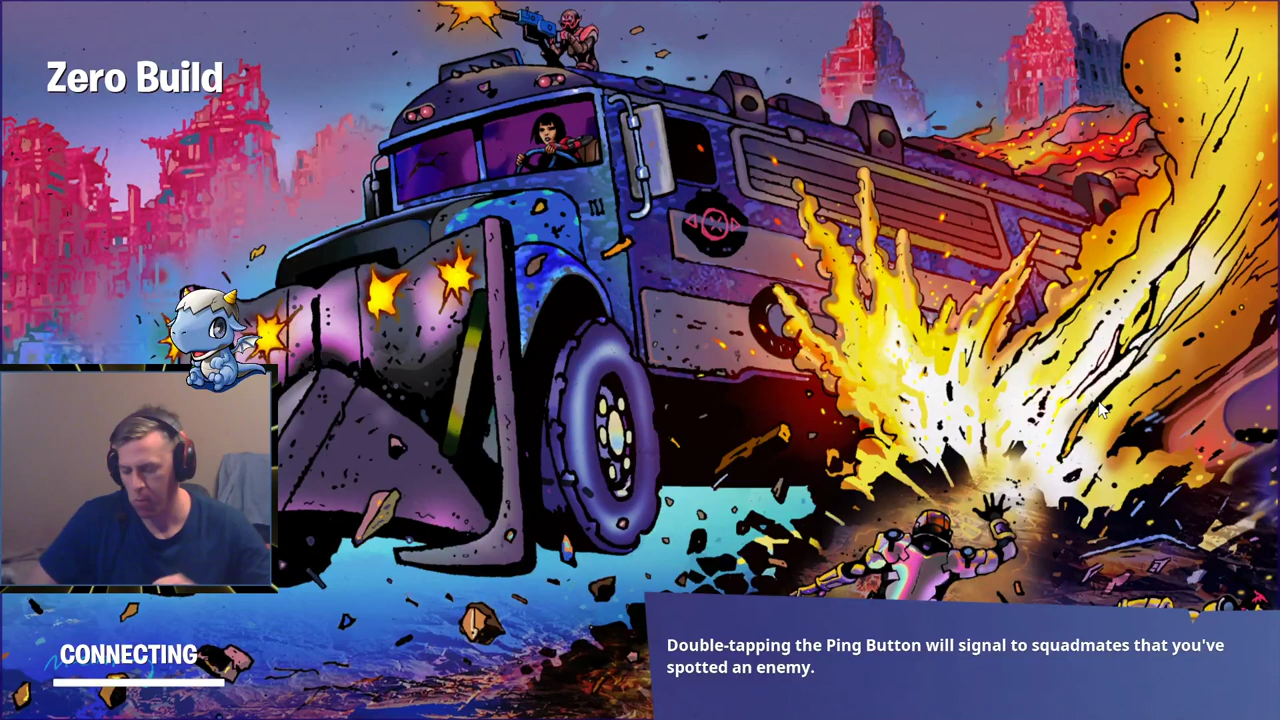 Zero Build
CONNECTING
Double-tapping the Ping Button will signal to squadmates that you've
spotted an enemy.